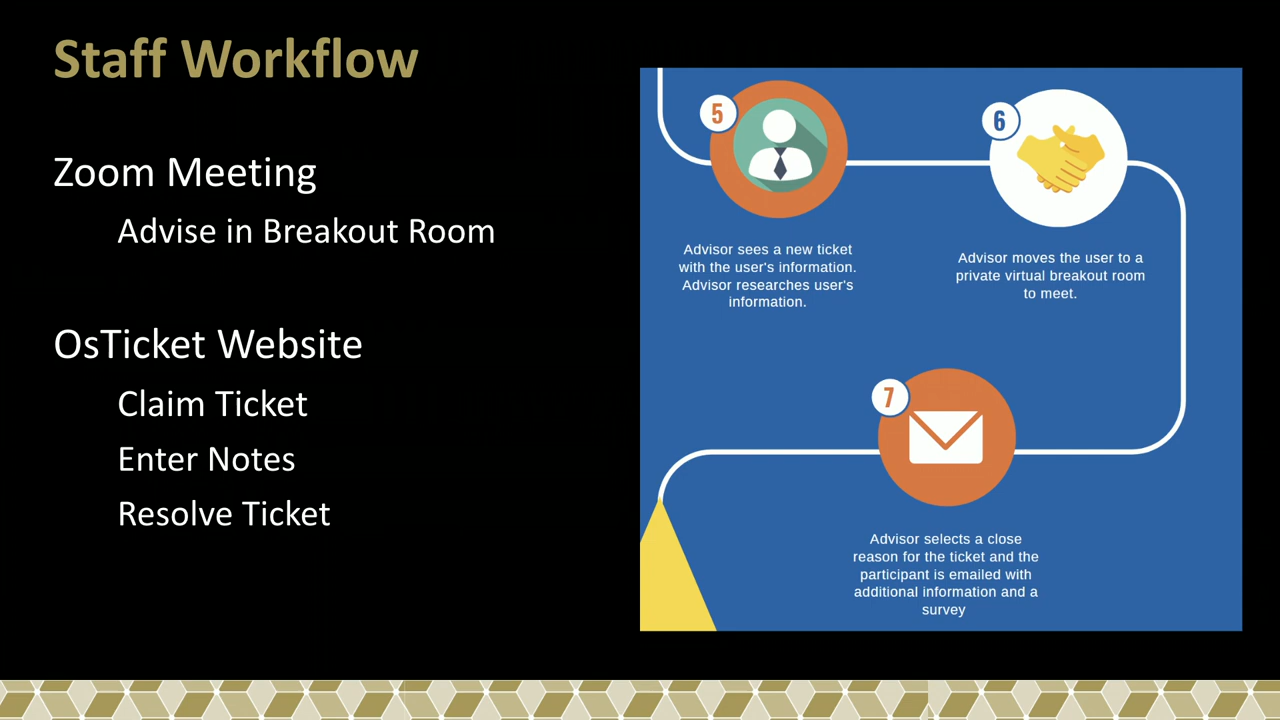 Staff Workflow
Zoom Meeting
Advise in Breakout Room
OsTicket Website
Claim Ticket
Enter Notes
Resolve Ticket
5
Advisor sees a new ticket
with the user's information.
Advisor researches user's
information.
6
Advisor moves the user to a
private virtual breakout room
to meet.
7
Advisor selects a close
reason for the ticket and the
participant is emailed with
additional information and a
survey